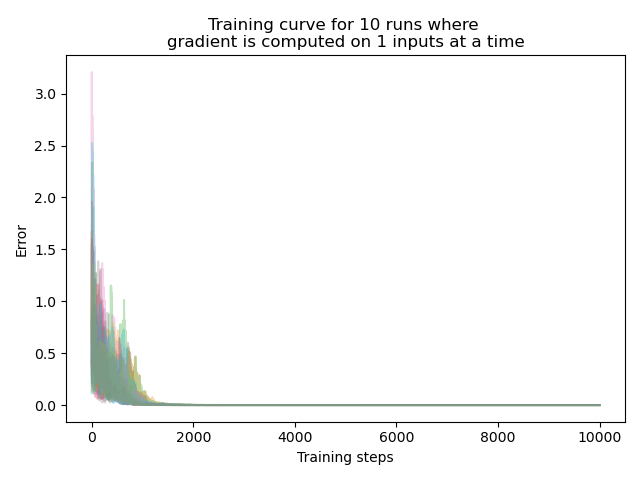 Training curve for 10 runs where
gradient is computed on 1 inputs at a time
3.0
2.5
2.0
1.5
1.0
0.5
0.0
Error
0 2000 4000 6000 8000 10000
Training steps